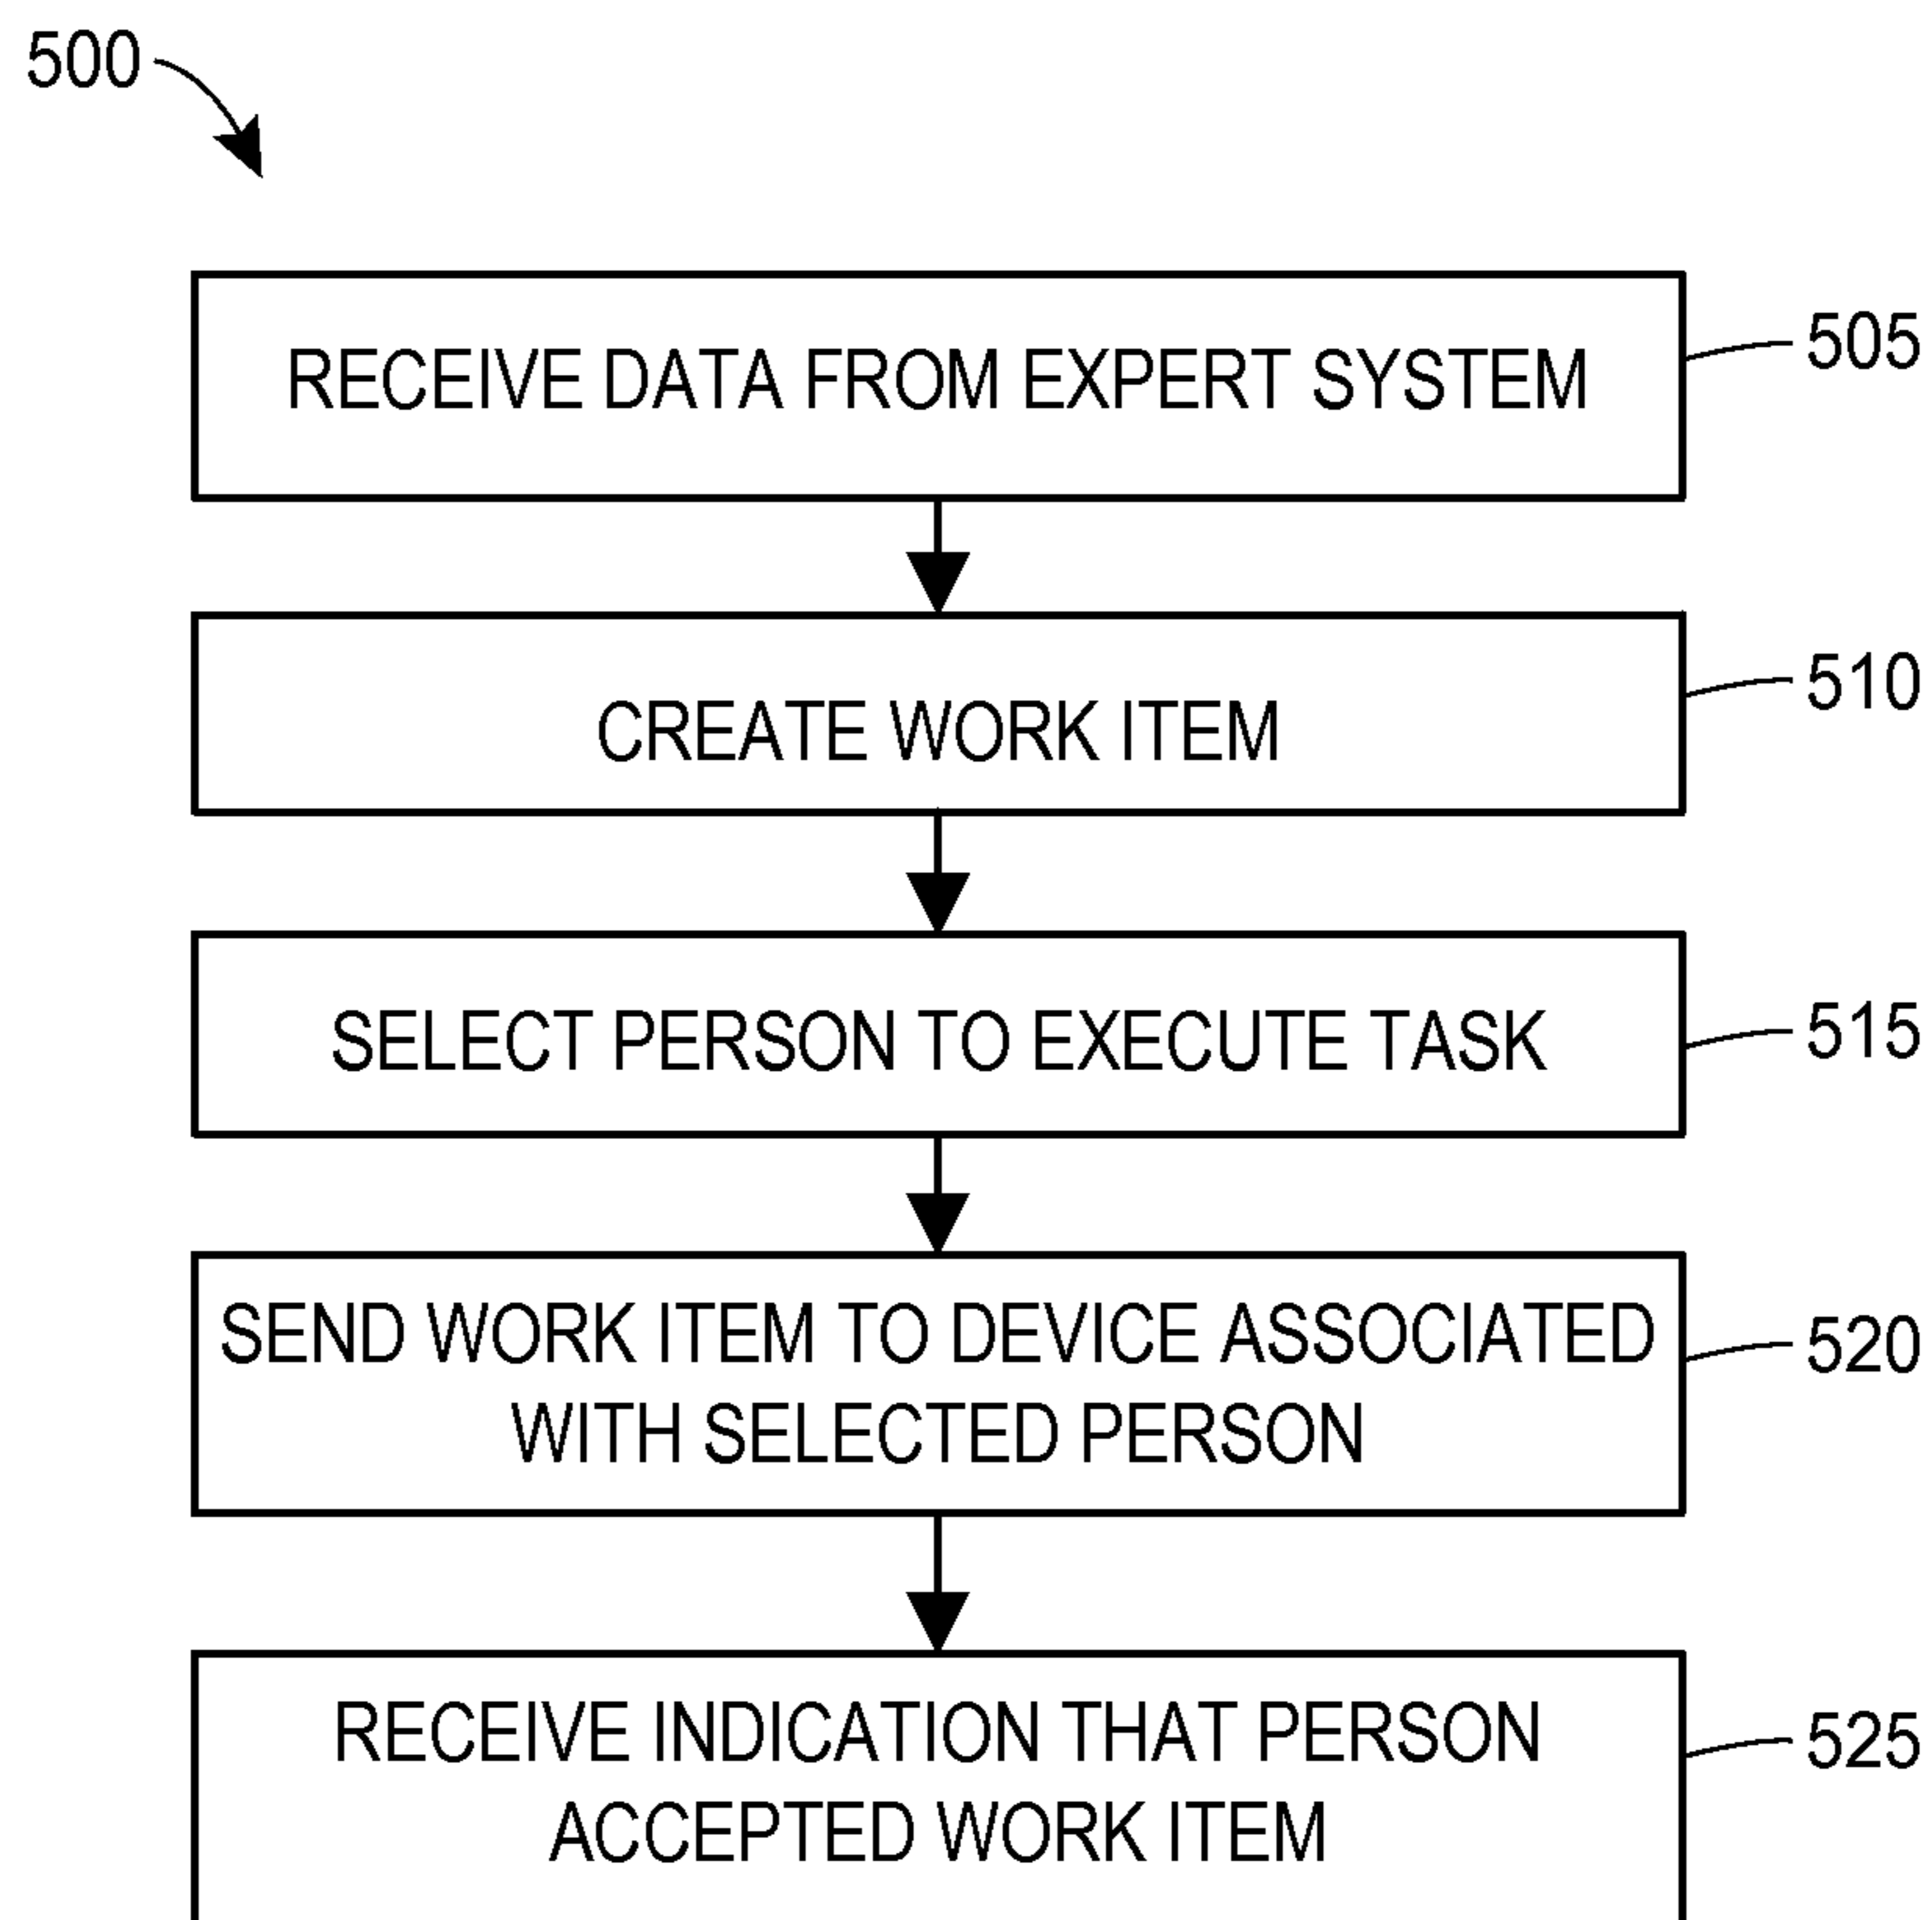 500
RECEIVE DATA FROM EXPERT SYSTEM
505
CREATE WORK ITEM
510
SELECT PERSON TO EXECUTE TASK
515
SEND WORK ITEM TO DEVICE ASSOCIATED
WITH SELECTED PERSON
520
RECEIVE INDICATION THAT PERSON
ACCEPTED WORK ITEM
525